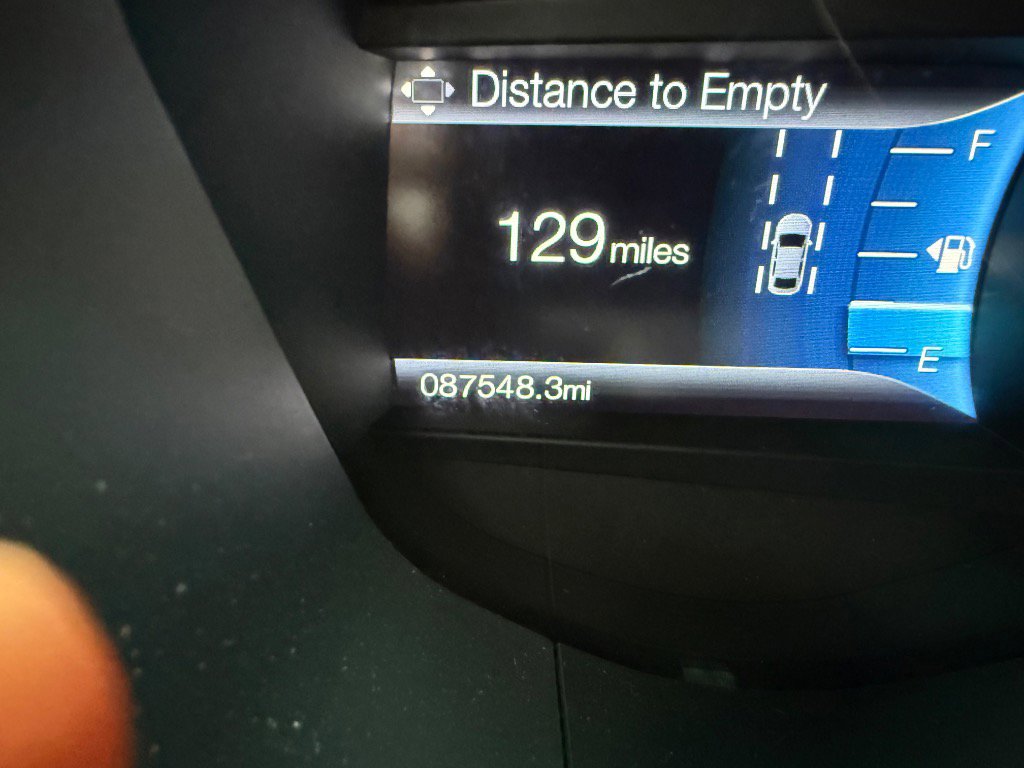 Distance to Empty
F
129 miles
E
087548.3mi